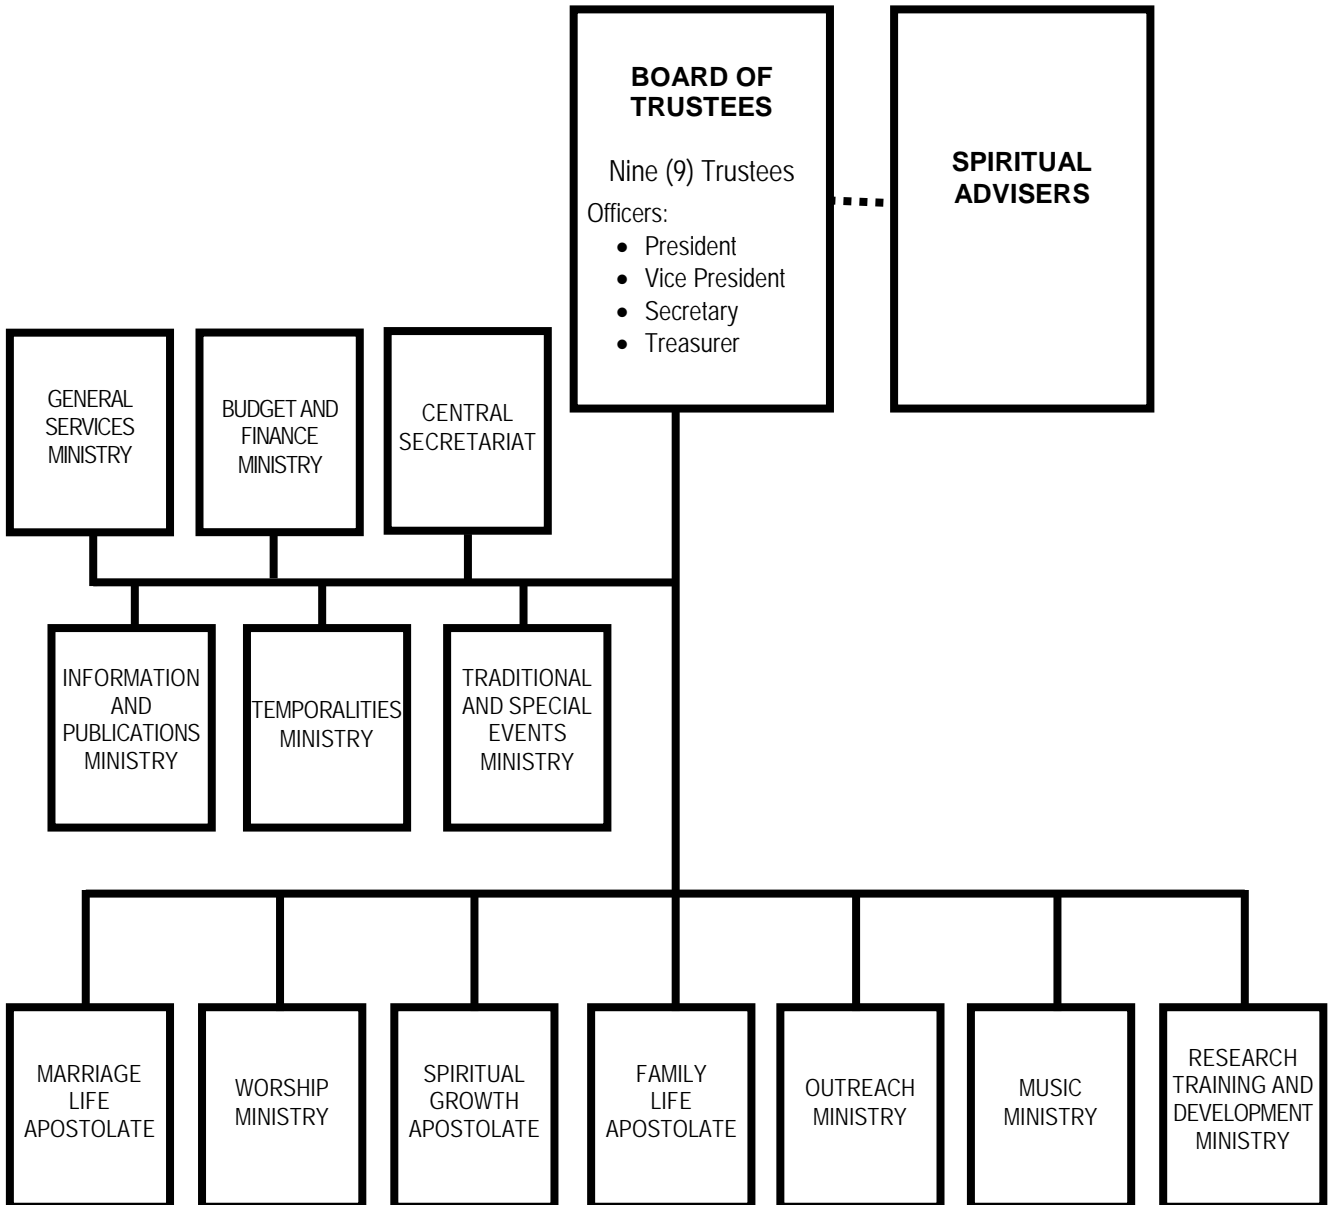 BOARD OF
TRUSTEES
Nine (9) Trustees
Officers:
• President
• Vice President
• Secretary
• Treasurer
SPIRITUAL
ADVISERS
GENERAL
SERVICES
MINISTRY
BUDGET AND
FINANCE
MINISTRY
CENTRAL
SECRETARIAT
INFORMATION
AND
PUBLICATIONS
MINISTRY
TEMPORALITIES
MINISTRY
TRADITIONAL
AND SPECIAL
EVENTS
MINISTRY
MARRIAGE
LIFE
APOSTOLATE
WORSHIP
MINISTRY
SPIRITUAL
GROWTH
APOSTOLATE
FAMILY
LIFE
APOSTOLATE
OUTREACH
MINISTRY
MUSIC
MINISTRY
RESEARCH
TRAINING AND
DEVELOPMENT
MINISTRY